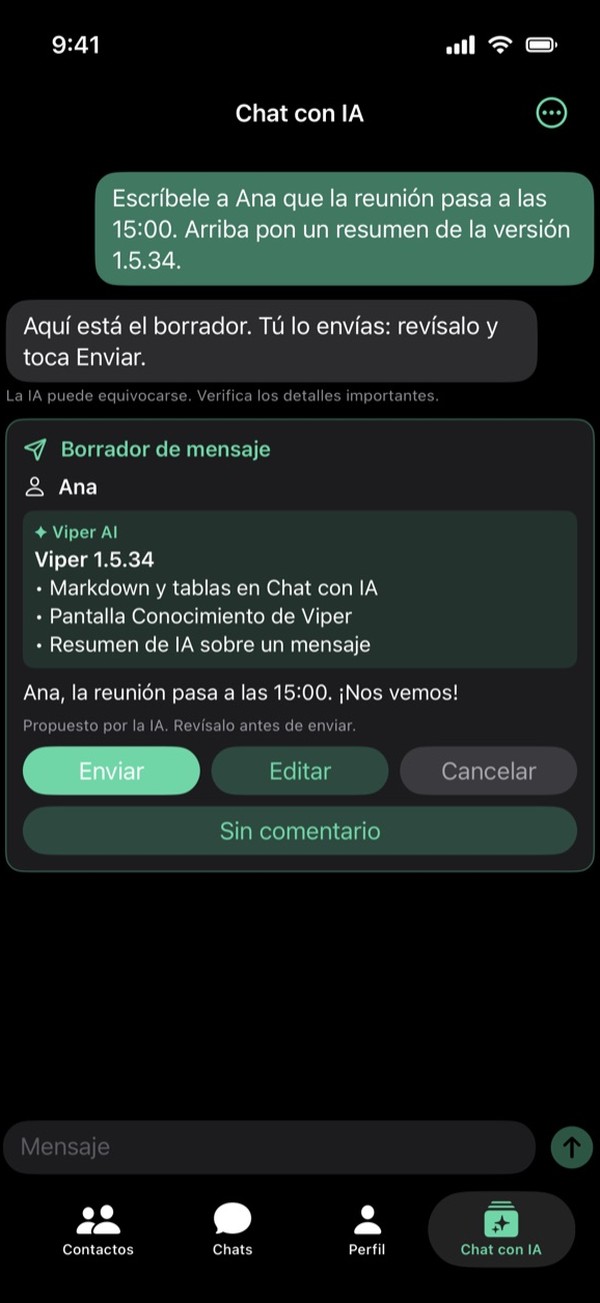 9:41
Chat con IA
Escríbele a Ana que la reunión pasa a las
15:00. Arriba pon un resumen de la versión
1.5.34.
Aquí está el borrador. Tú lo envías: revísalo y
toca Enviar.
La IA puede equivocarse. Verifica los detalles importantes.
Borrador de mensaje
Ana
Viper AI
Viper 1.5.34
• Markdown y tablas en Chat con IA
• Pantalla Conocimiento de Viper
• Resumen de IA sobre un mensaje
Ana, la reunión pasa a las 15:00. ¡Nos vemos!
Propuesto por la IA. Revísalo antes de enviar.
Enviar Editar Cancelar
Sin comentario
Mensaje
Contactos Chats Perfil Chat con IA